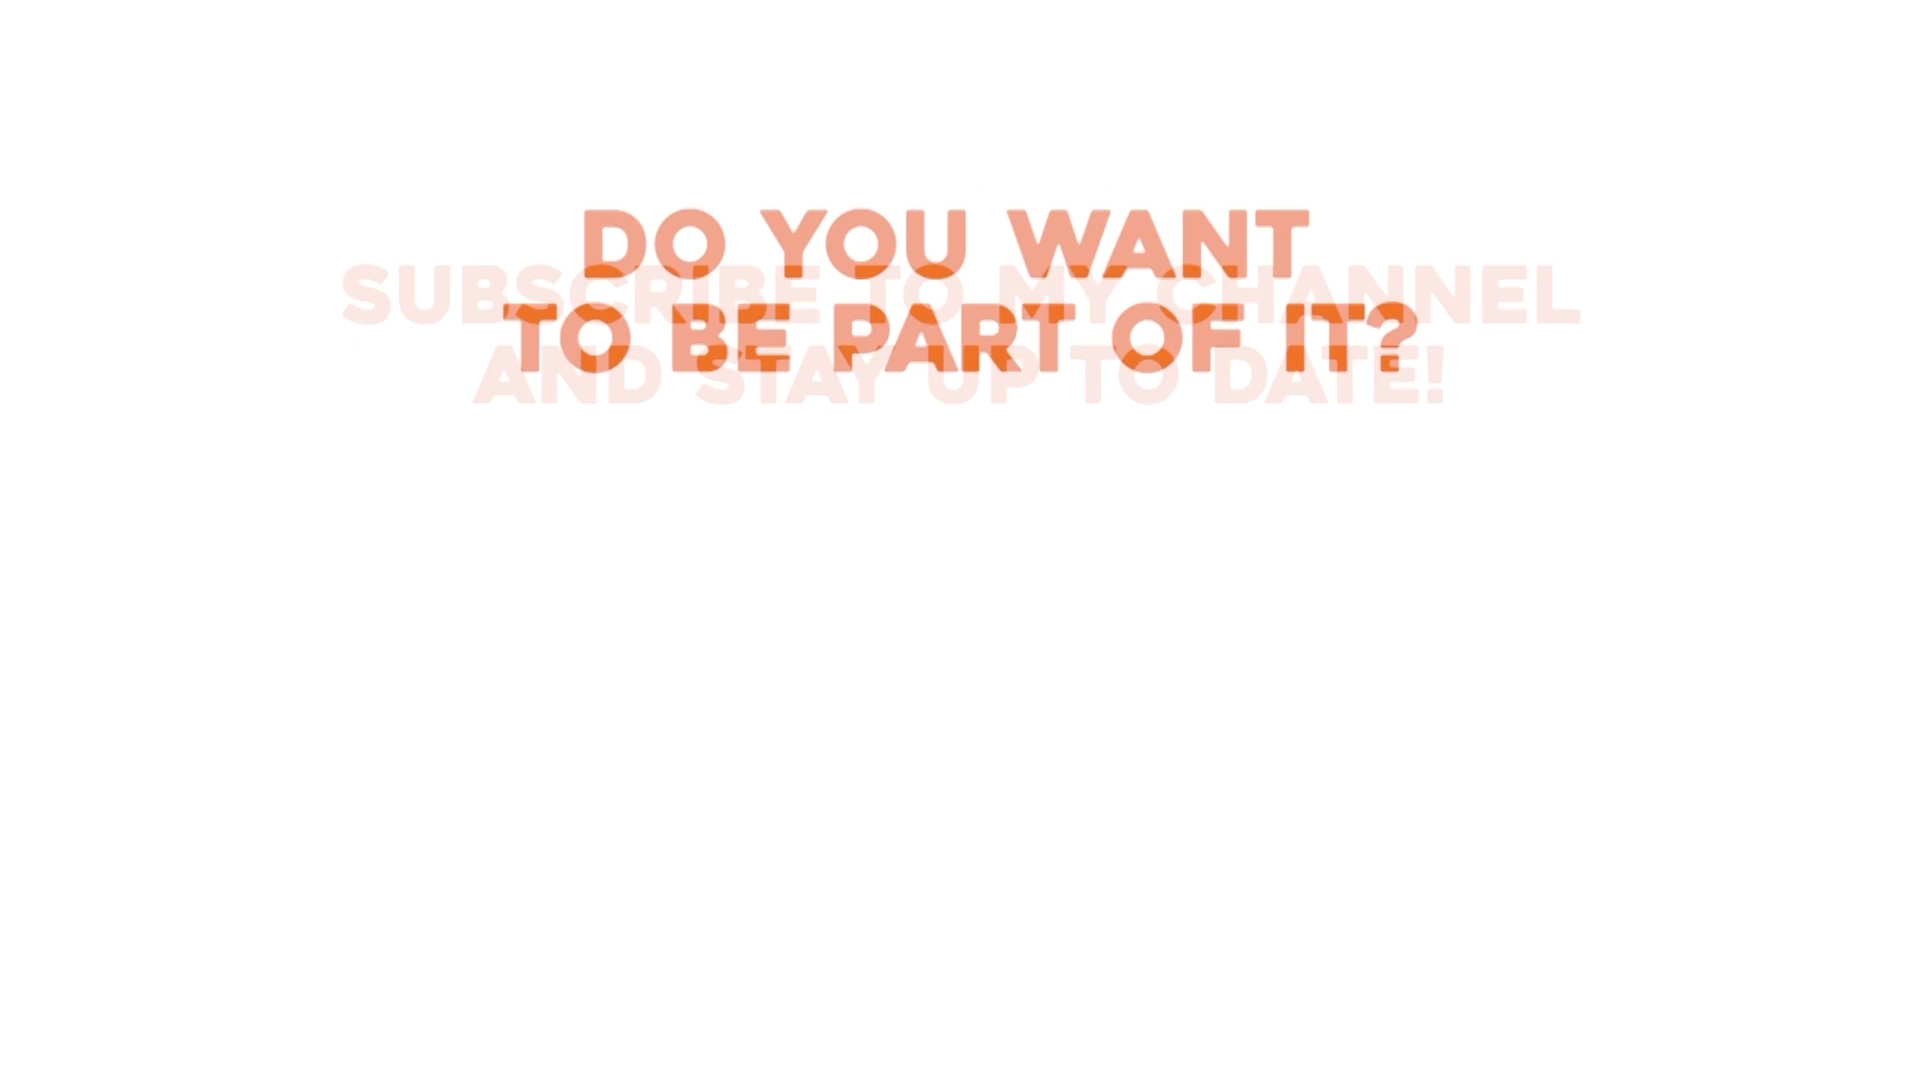 DO YOU WANT
TO BE PART OF IT?
SUBSCRIBE TO MY CHANNEL
AND STAY UP TO DATE!